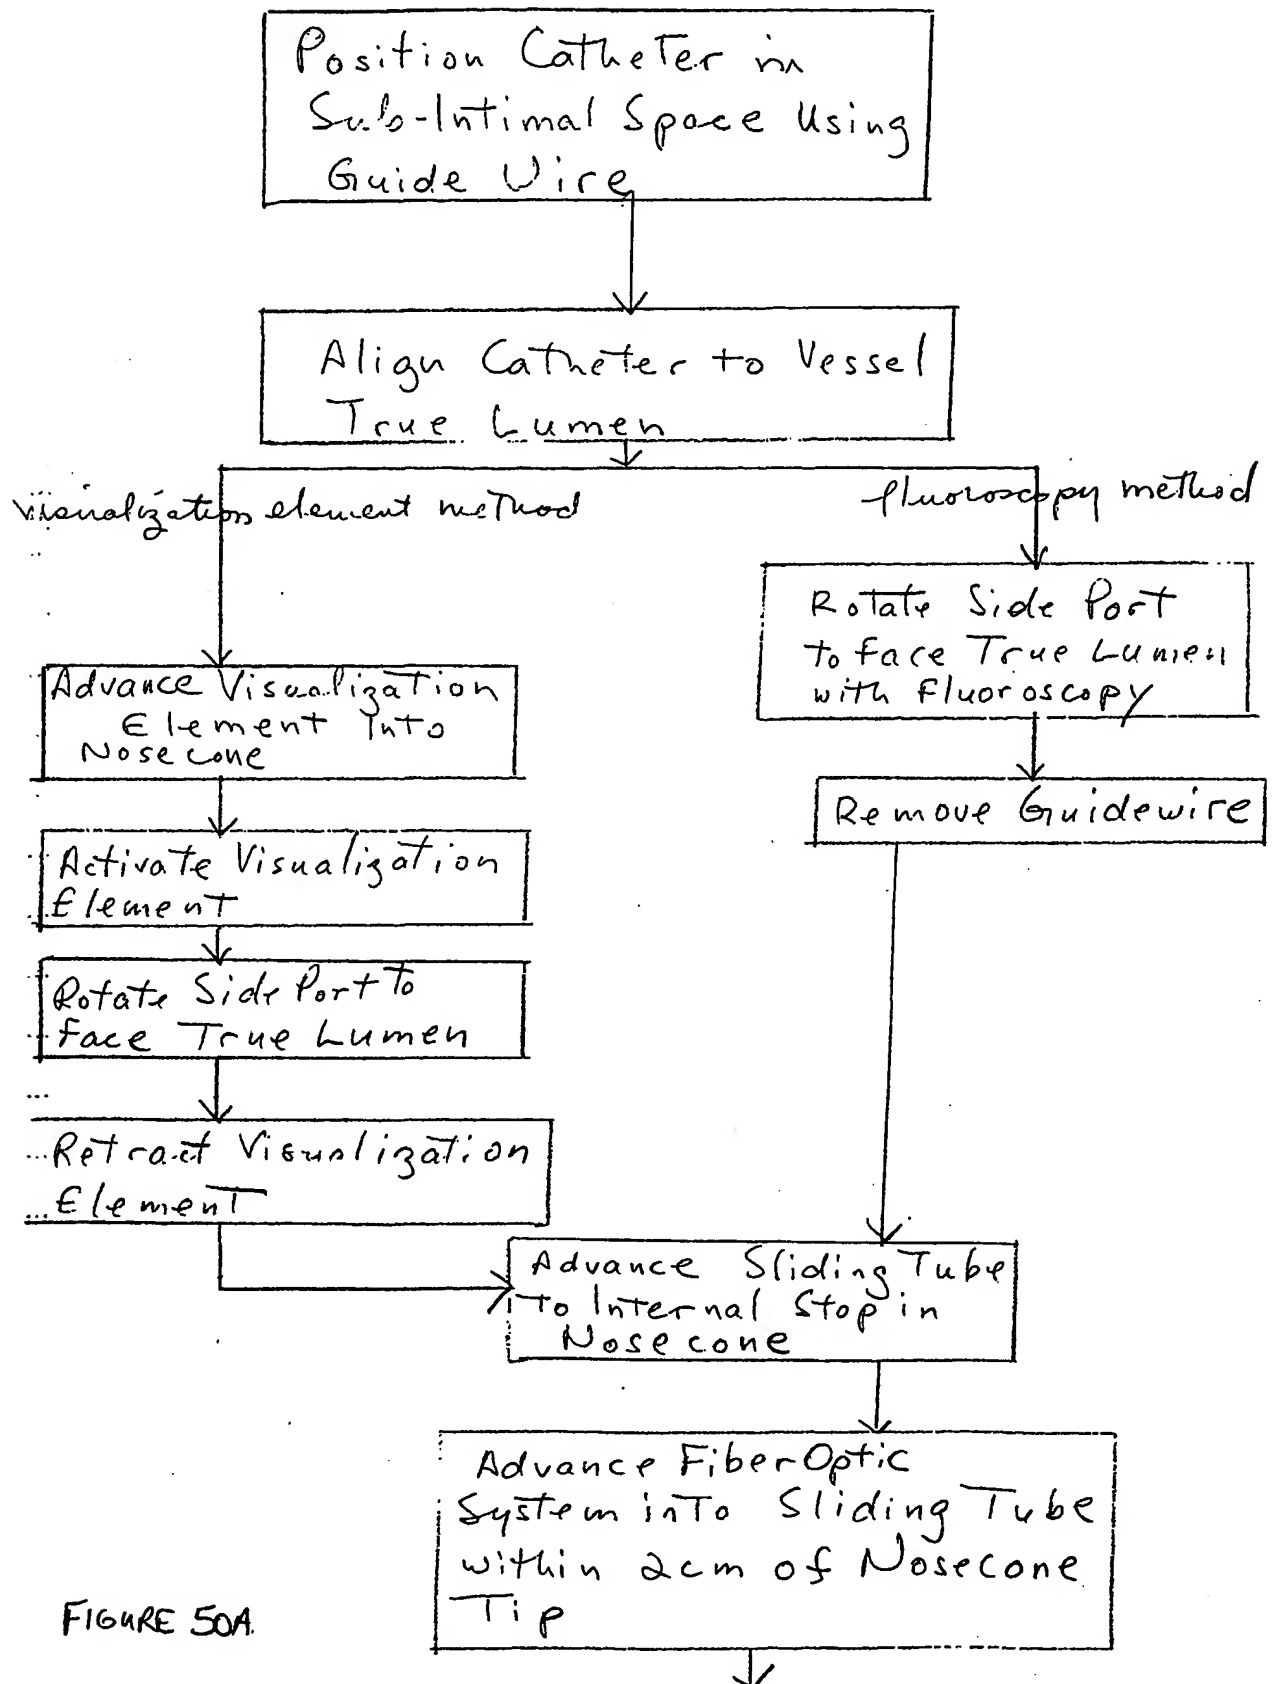 Position Catheter in
Sub-Intimal Space Using
Guide Wire
Align Catheter to Vessel
True Lumen
visualization element method
fluoroscopy method
Rotate Side Port
to face True Lumen
with Fluoroscopy
Remove Guidewire
Advance Visualization
Element Into
Nosecone
Activate Visualization
Element
Rotate Side Port To
face True Lumen
Retract Visualization
Element
Advance Sliding Tube
To Internal Stop in
Nosecone
Advance Fiber Optic
System inTo Sliding Tube
within 2cm of Nosecone
Tip
FIGURE 50A.